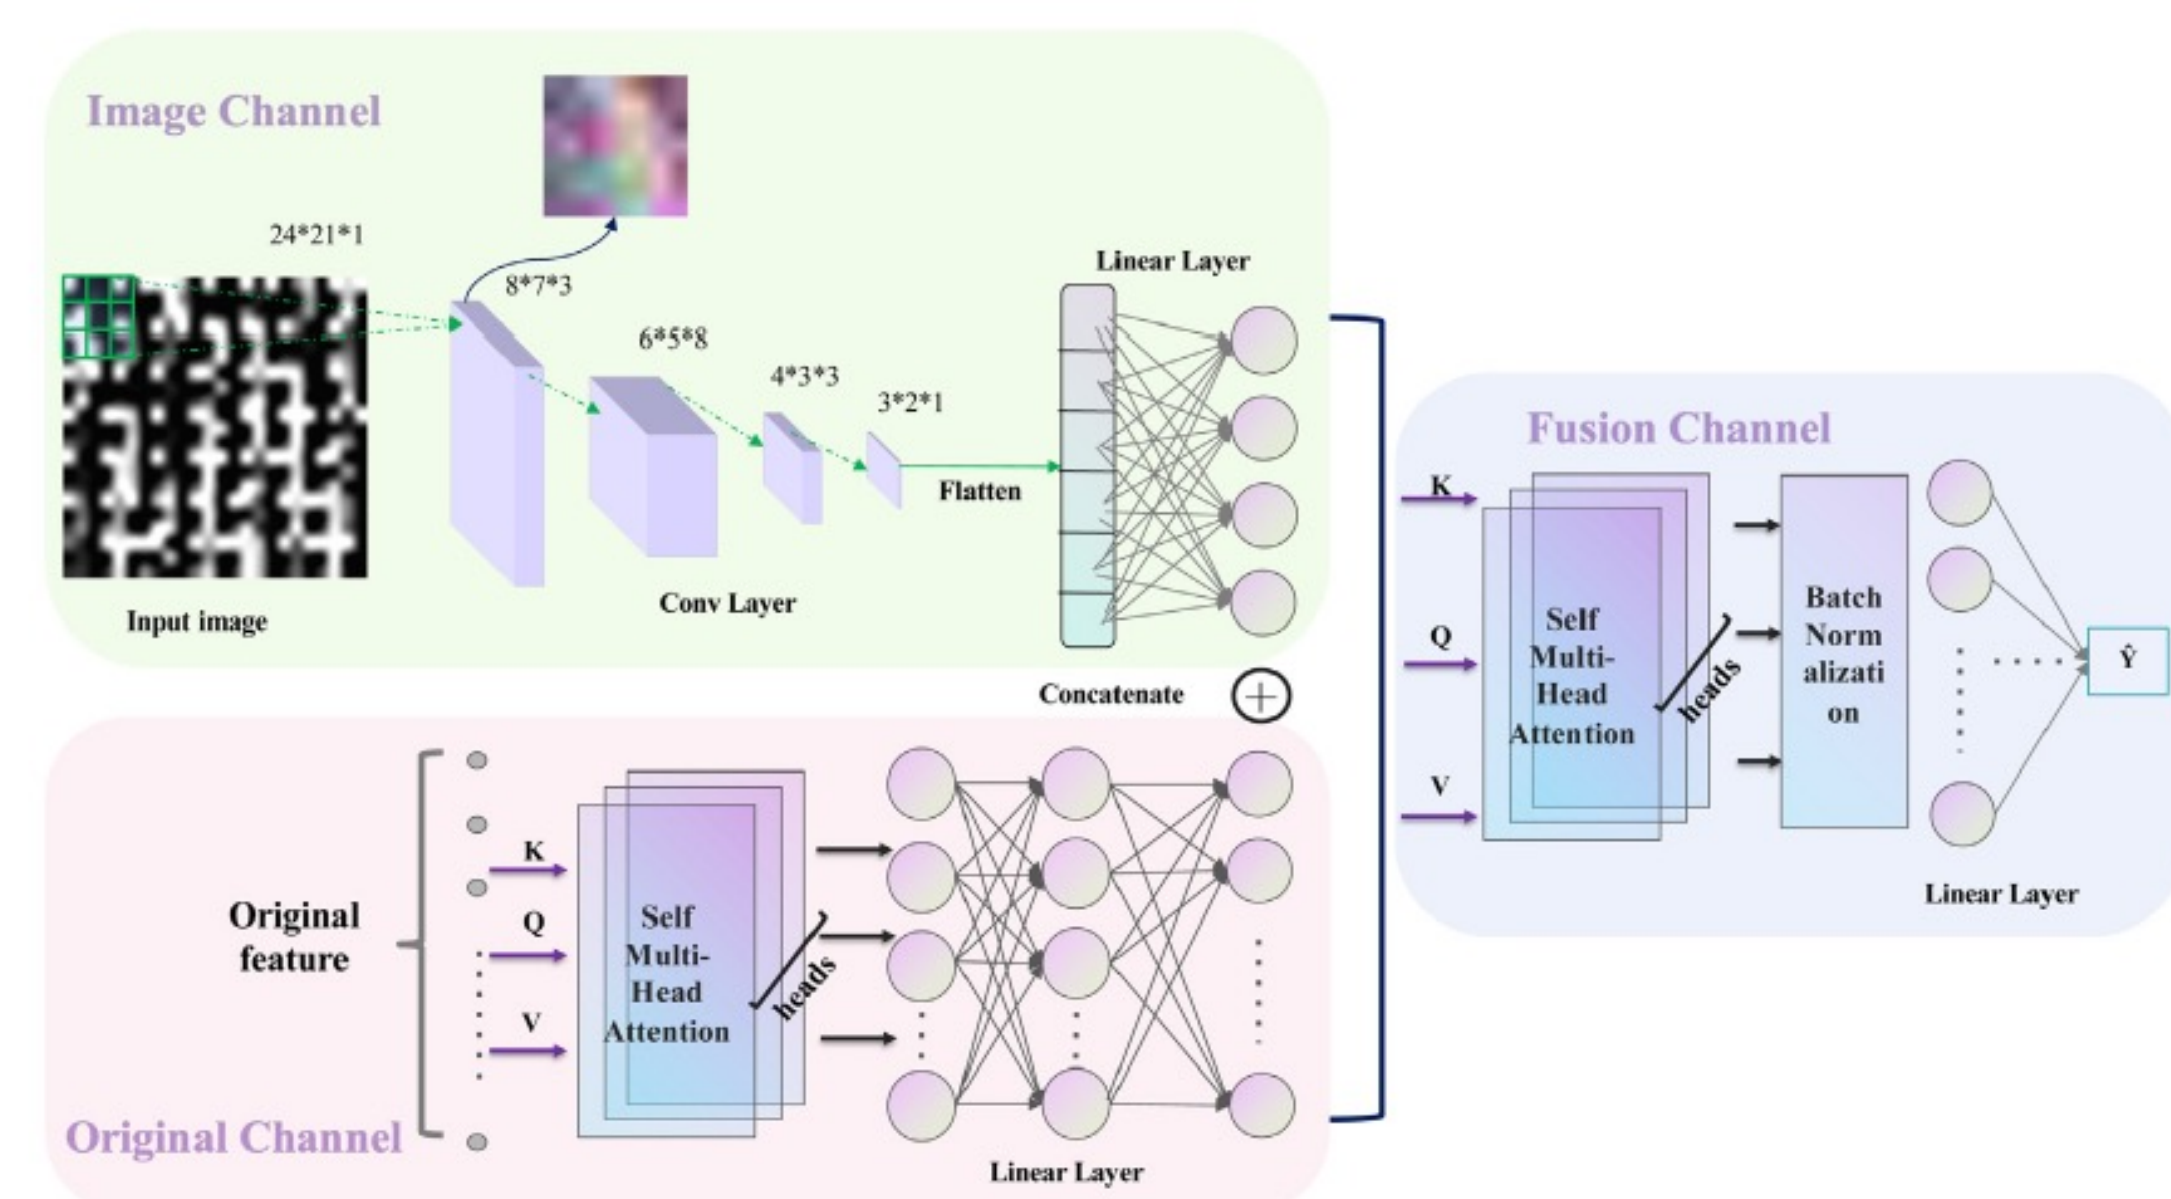 Image Channel
24*21*1
8*7*3
6*5*8
4*3*3
3*2*1
Linear Layer
Flatten
Conv Layer
Input image
Concatenate
Original
feature
K
Q
V
Self
Multi-
Head
Attention
heads
Linear Layer
Original Channel
Fusion Channel
K
Q
V
Self
Multi-
Head
Attention
heads
Batch
Norm
alizati
on
Ŷ
Linear Layer